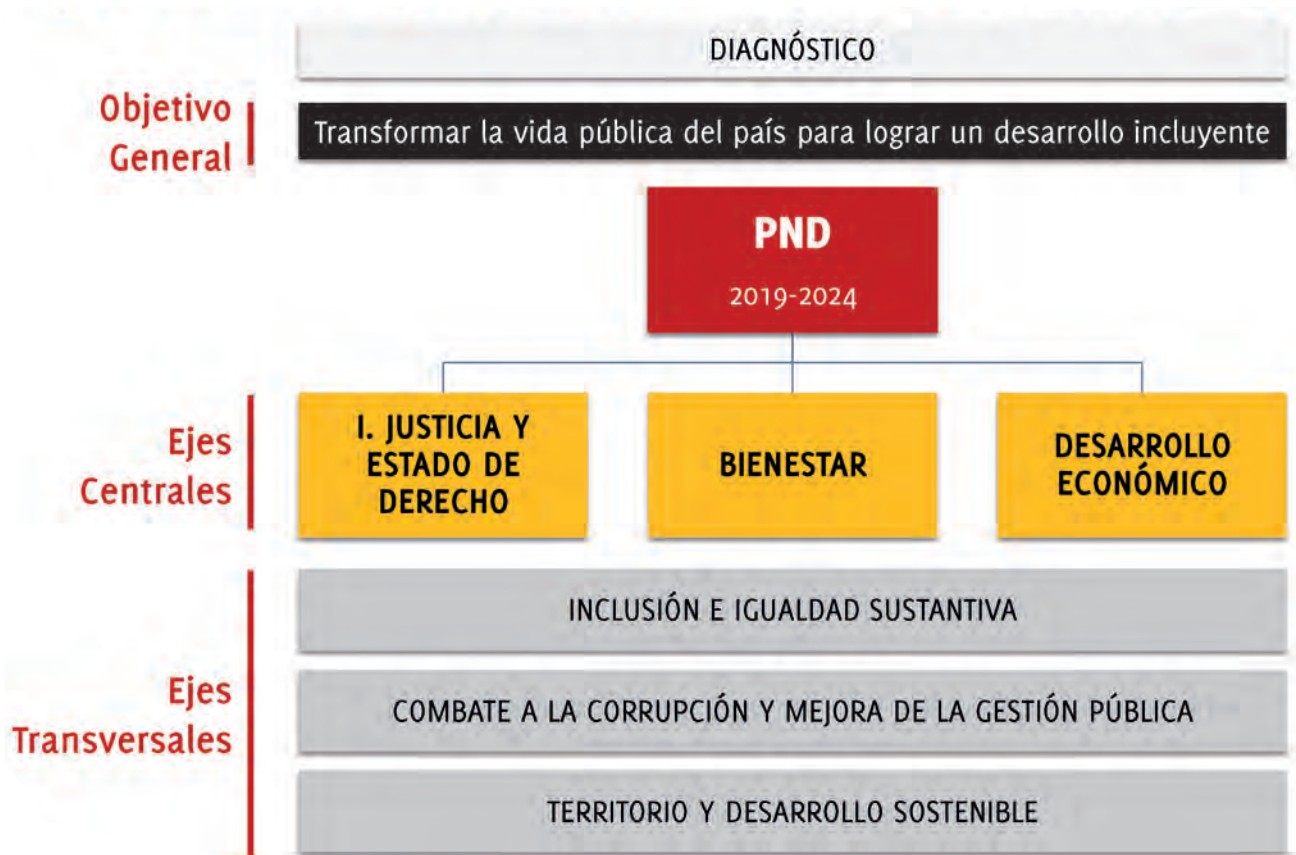 DIAGNÓSTICO
Objetivo
General
Transformar la vida pública del país para lograr un desarrollo incluyente
PND
2019-2024
Ejes
Centrales
I. JUSTICIA Y
ESTADO DE
DERECHO
BIENESTAR
DESARROLLO
ECONÓMICO
Ejes
Transversales
INCLUSIÓN E IGUALDAD SUSTANTIVA
COMBATE A LA CORRUPCIÓN Y MEJORA DE LA GESTIÓN PÚBLICA
TERRITORIO Y DESARROLLO SOSTENIBLE